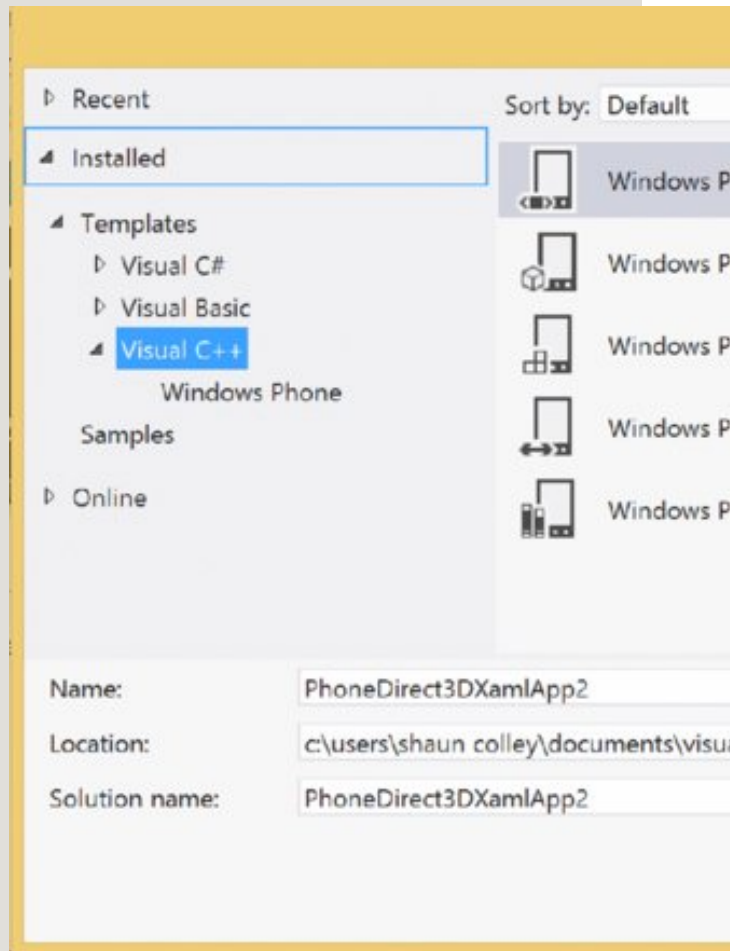 Recent
Installed
Templates
Visual C#
Visual Basic
Visual C++
Windows Phone
Samples
Online
Sort by: Default
Windows P
Windows P
Windows P
Windows P
Windows P
Name: PhoneDirect3DXamlApp2
Location: c:\users\shaun colley\documents\visua
Solution name: PhoneDirect3DXamlApp2